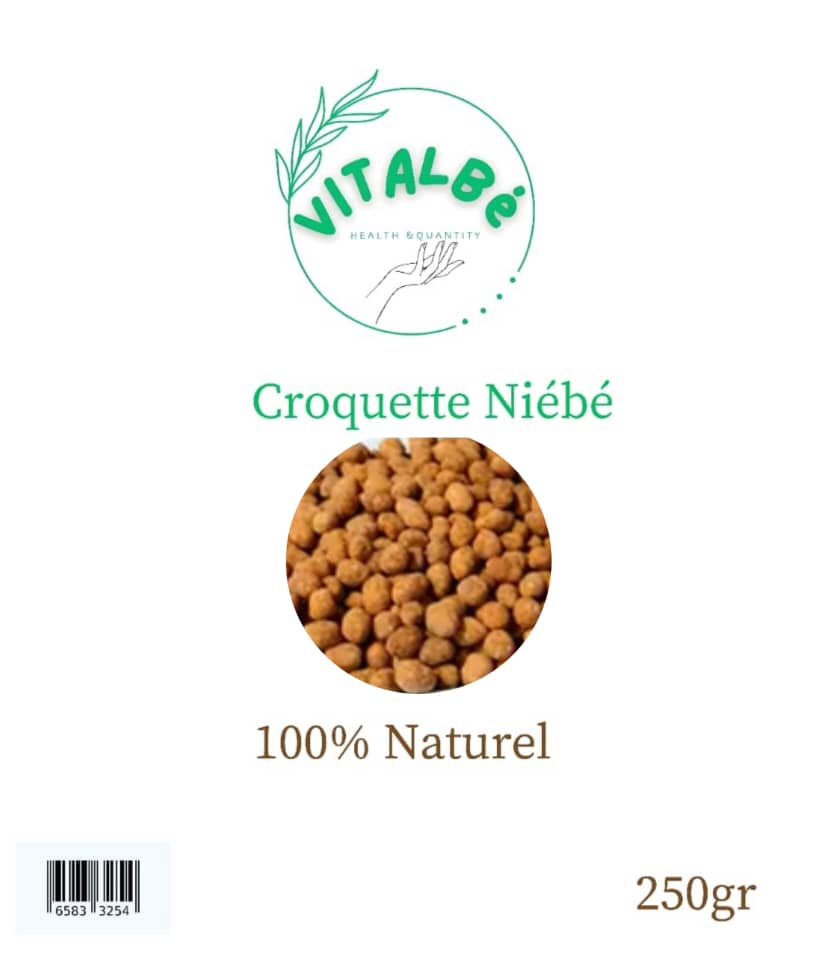 VITALBé
HEALTH &QUANTITY
Croquette Niébé
100% Naturel
6583 3254
250gr